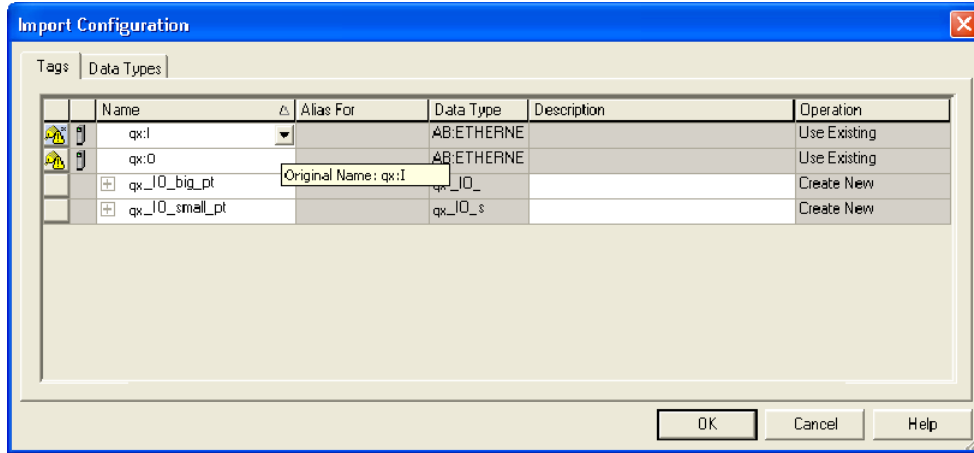 Import Configuration
Tags Data Types
Name Alias For Data Type Description Operation
qx:I AB:ETHERNE Use Existing
qx:O AB:ETHERNE Use Existing
Original Name: qx:I
qx_IO_big_pt qx_IO_ Create New
qx_IO_small_pt qx_IO_s Create New
OK Cancel Help